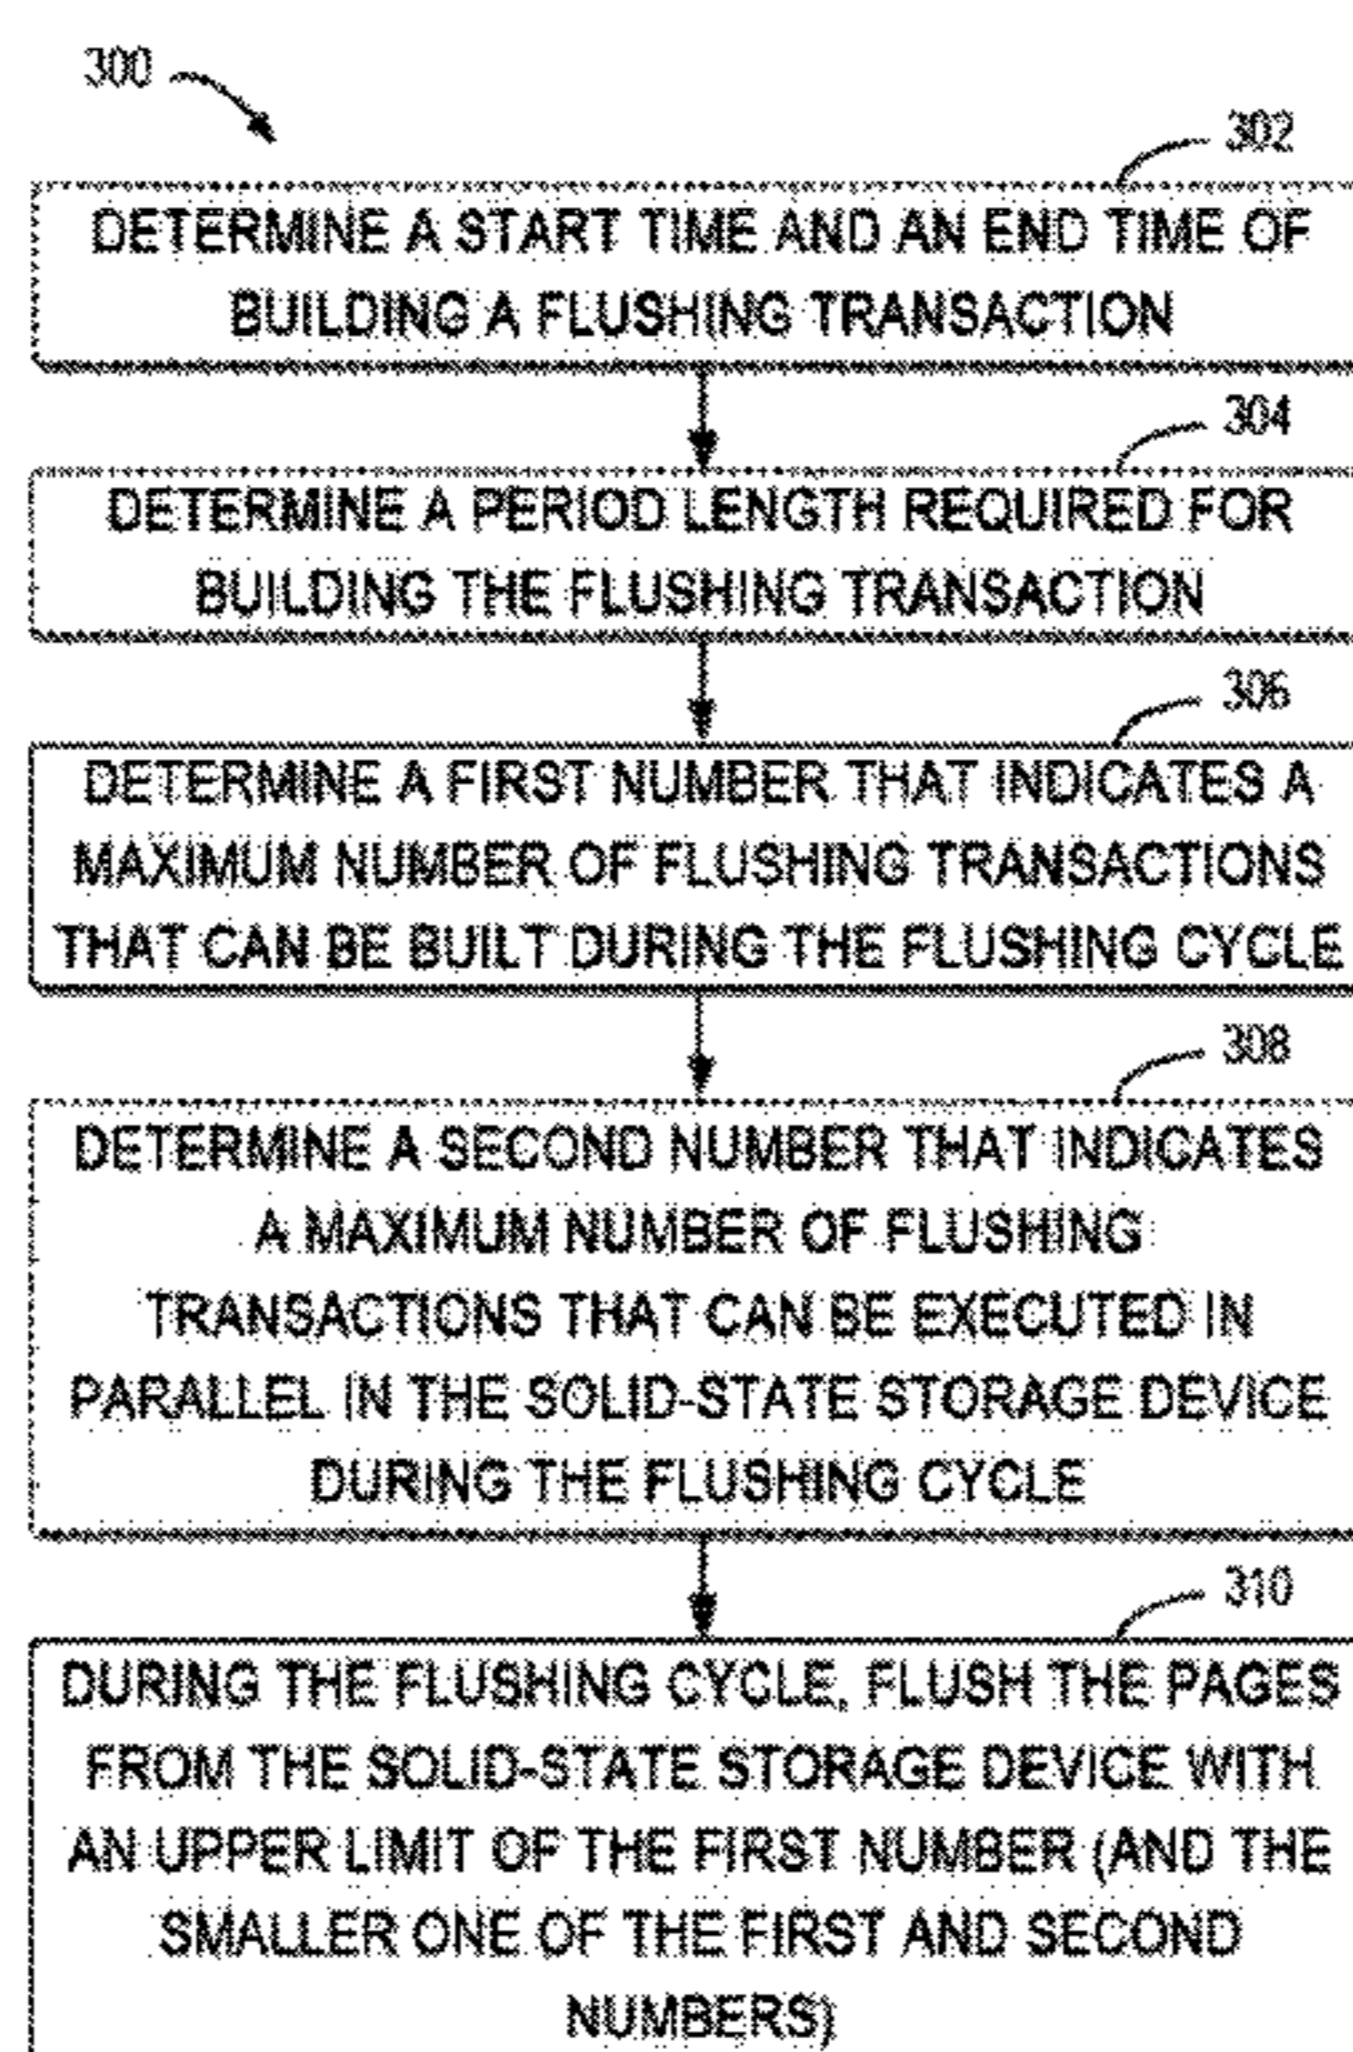 300
302
DETERMINE A START TIME AND AN END TIME OF
BUILDING A FLUSHING TRANSACTION
304
DETERMINE A PERIOD LENGTH REQUIRED FOR
BUILDING THE FLUSHING TRANSACTION
306
DETERMINE A FIRST NUMBER THAT INDICATES A
MAXIMUM NUMBER OF FLUSHING TRANSACTIONS
THAT CAN BE BUILT DURING THE FLUSHING CYCLE
308
DETERMINE A SECOND NUMBER THAT INDICATES
A MAXIMUM NUMBER OF FLUSHING
TRANSACTIONS THAT CAN BE EXECUTED IN
PARALLEL IN THE SOLID-STATE STORAGE DEVICE
DURING THE FLUSHING CYCLE
310
DURING THE FLUSHING CYCLE, FLUSH THE PAGES
FROM THE SOLID-STATE STORAGE DEVICE WITH
AN UPPER LIMIT OF THE FIRST NUMBER (AND THE
SMALLER ONE OF THE FIRST AND SECOND
NUMBERS)